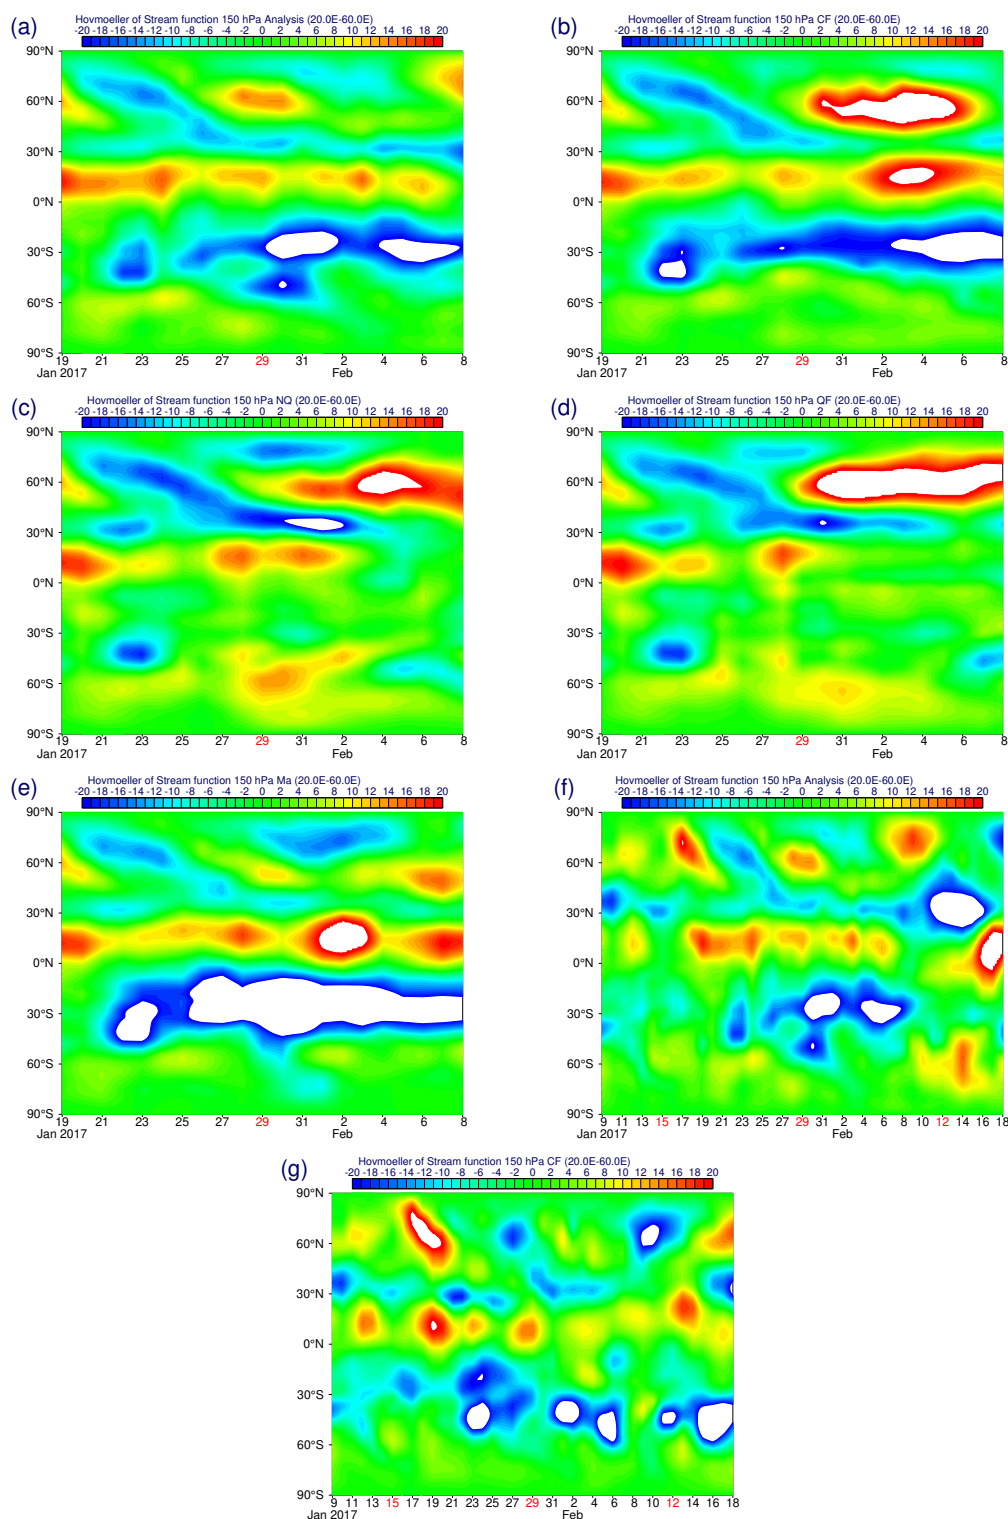 (a)
Hovmoeller of Stream function 150 hPa Analysis (20.0E-60.0E)
-20 -18 -16 -14 -12 -10 -8 -6 -4 -2 0 2 4 6 8 10 12 14 16 18 20
90°N
60°N
30°N
0°N
30°S
60°S
90°S
19 21 23 25 27 29 31 2 4 6 8
Jan 2017 Feb
(b)
Hovmoeller of Stream function 150 hPa CF (20.0E-60.0E)
-20 -18 -16 -14 -12 -10 -8 -6 -4 -2 0 2 4 6 8 10 12 14 16 18 20
90°N
60°N
30°N
0°N
30°S
60°S
90°S
19 21 23 25 27 29 31 2 4 6 8
Jan 2017 Feb
(c)
Hovmoeller of Stream function 150 hPa NQ (20.0E-60.0E)
-20 -18 -16 -14 -12 -10 -8 -6 -4 -2 0 2 4 6 8 10 12 14 16 18 20
90°N
60°N
30°N
0°N
30°S
60°S
90°S
19 21 23 25 27 29 31 2 4 6 8
Jan 2017 Feb
(d)
Hovmoeller of Stream function 150 hPa QF (20.0E-60.0E)
-20 -18 -16 -14 -12 -10 -8 -6 -4 -2 0 2 4 6 8 10 12 14 16 18 20
90°N
60°N
30°N
0°N
30°S
60°S
90°S
19 21 23 25 27 29 31 2 4 6 8
Jan 2017 Feb
(e)
Hovmoeller of Stream function 150 hPa Ma (20.0E-60.0E)
-20 -18 -16 -14 -12 -10 -8 -6 -4 -2 0 2 4 6 8 10 12 14 16 18 20
90°N
60°N
30°N
0°N
30°S
60°S
90°S
19 21 23 25 27 29 31 2 4 6 8
Jan 2017 Feb
(f)
Hovmoeller of Stream function 150 hPa Analysis (20.0E-60.0E)
-20 -18 -16 -14 -12 -10 -8 -6 -4 -2 0 2 4 6 8 10 12 14 16 18 20
90°N
60°N
30°N
0°N
30°S
60°S
90°S
9 11 13 15 17 19 21 23 25 27 29 31 2 4 6 8 10 12 14 16 18
Jan 2017 Feb
(g)
Hovmoeller of Stream function 150 hPa CF (20.0E-60.0E)
-20 -18 -16 -14 -12 -10 -8 -6 -4 -2 0 2 4 6 8 10 12 14 16 18 20
90°N
60°N
30°N
0°N
30°S
60°S
90°S
9 11 13 15 17 19 21 23 25 27 29 31 2 4 6 8 10 12 14 16 18
Jan 2017 Feb